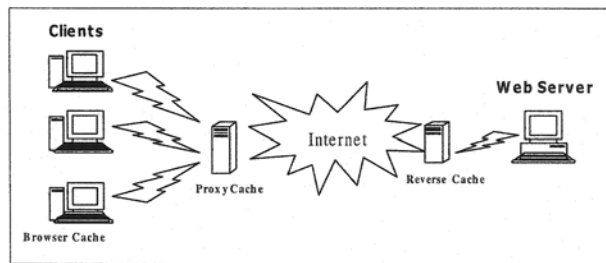 Clients
Web Server
Internet
Proxy Cache
Reverse Cache
Browser Cache